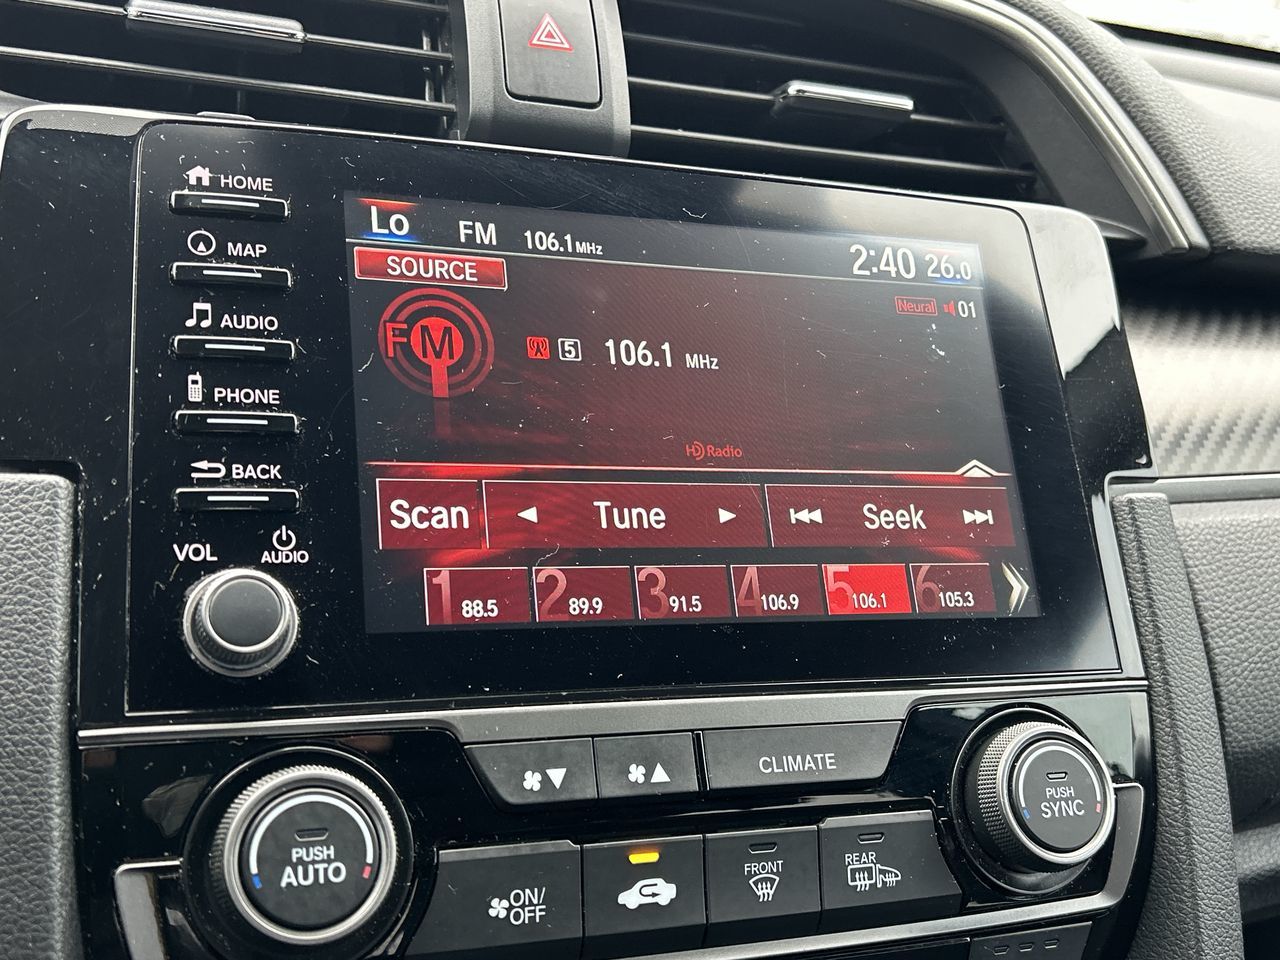 HOME
MAP
AUDIO
PHONE
BACK
VOL
AUDIO
Lo FM 106.1 MHz 2:40 26.0
SOURCE
Neural 01
FM
5 106.1 MHz
HD Radio
Scan ◄ Tune ► Seek
1 88.5 2 89.9 3 91.5 4 106.9 5 106.1 6 105.3
CLIMATE
PUSH
AUTO
PUSH
SYNC
ON/
OFF
FRONT
REAR